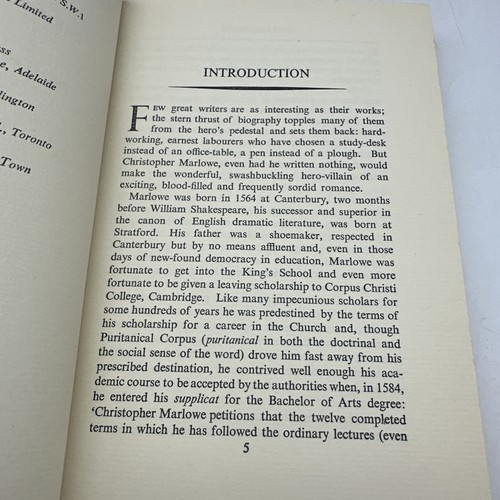 S.W.1
Limited
ss
e, Adelaide
lington
, Toronto
Town
INTRODUCTION
FEW great writers are as interesting as their works;
the stern thrust of biography topples many of them
from the hero's pedestal and sets them back: hard-
working, earnest labourers who have chosen a study-desk
instead of an office-table, a pen instead of a plough. But
Christopher Marlowe, even had he written nothing, would
make the wonderful, swashbuckling hero-villain of an
exciting, blood-filled and frequently sordid romance.
Marlowe was born in 1564 at Canterbury, two months
before William Shakespeare, his successor and superior in
the canon of English dramatic literature, was born at
Stratford. His father was a shoemaker, respected in
Canterbury but by no means affluent and, even in those
days of new-found democracy in education, Marlowe was
fortunate to get into the King's School and even more
fortunate to be given a leaving scholarship to Corpus Christi
College, Cambridge. Like many impecunious scholars for
some hundreds of years he was predestined by the terms of
his scholarship for a career in the Church and, though
Puritanical Corpus (puritanical in both the doctrinal and
the social sense of the word) drove him fast away from his
prescribed destination, he contrived well enough his aca-
demic course to be accepted by the authorities when, in 1584,
he entered his supplicat for the Bachelor of Arts degree:
'Christopher Marlowe petitions that the twelve completed
terms in which he has followed the ordinary lectures (even
5